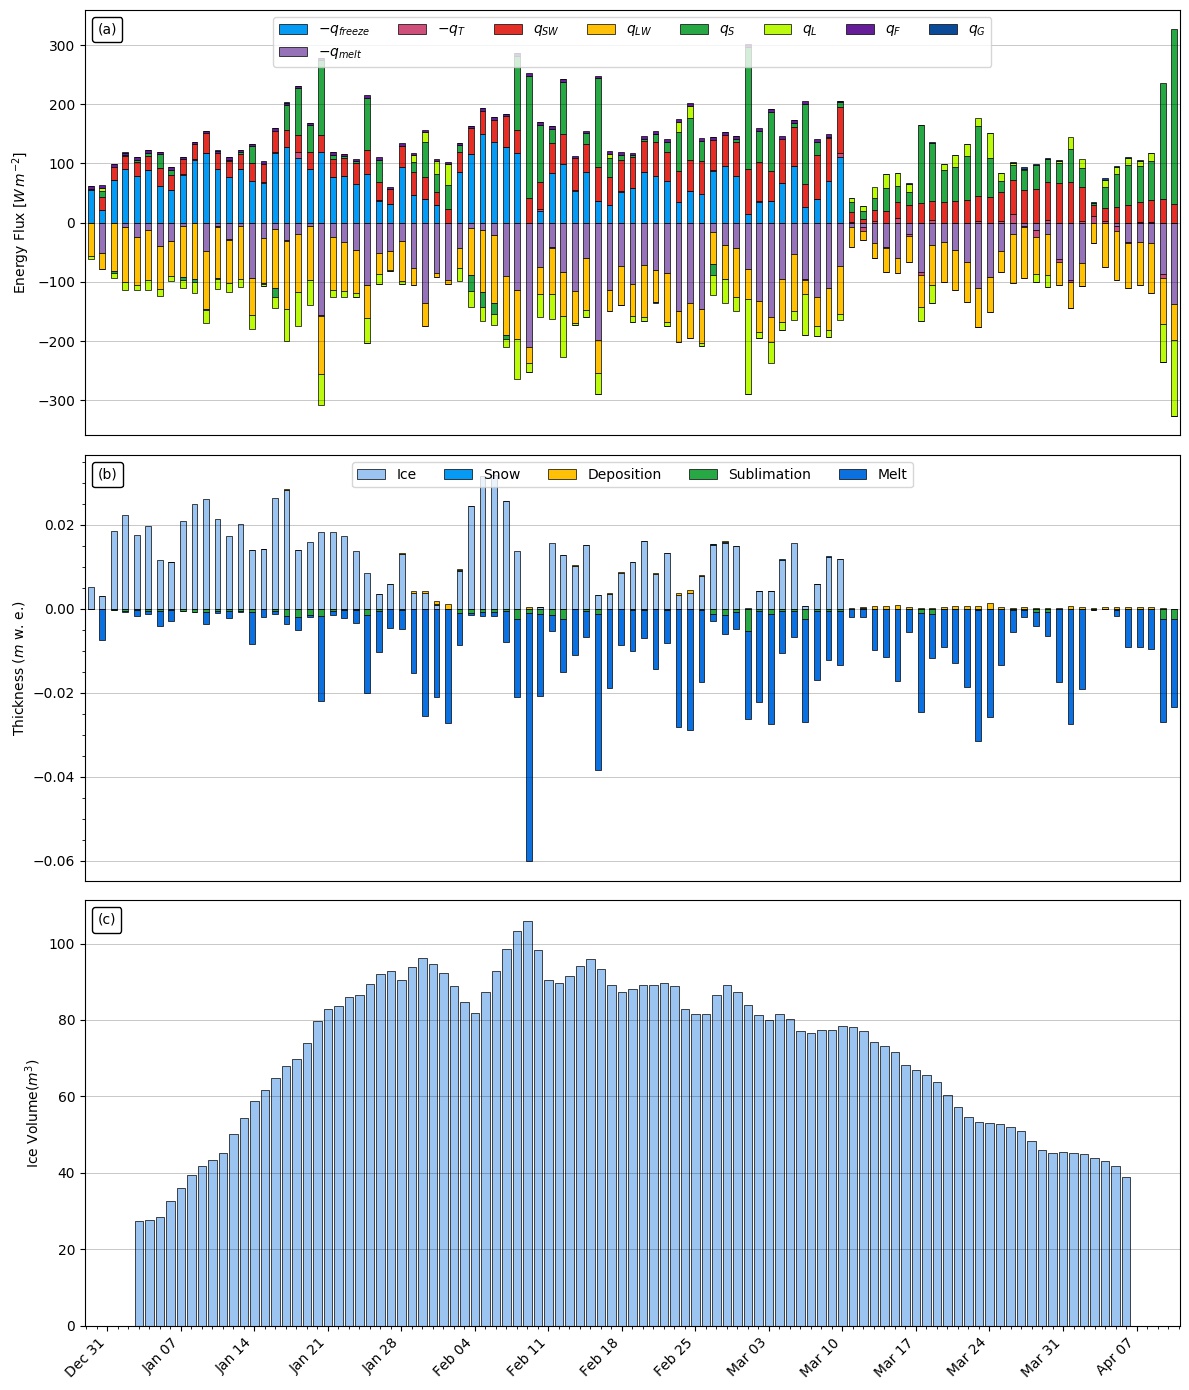 (a)
−q_freeze −q_T q_SW q_LW q_S q_L q_F q_G
−q_melt
Energy Flux [W m⁻²]
300
200
100
0
−100
−200
−300
(b)
Ice Snow Deposition Sublimation Melt
Thickness (m w. e.)
0.02
0.00
−0.02
−0.04
−0.06
(c)
Ice Volume(m³)
100
80
60
40
20
0
Dec 31 Jan 07 Jan 14 Jan 21 Jan 28 Feb 04 Feb 11 Feb 18 Feb 25 Mar 03 Mar 10 Mar 17 Mar 24 Mar 31 Apr 07